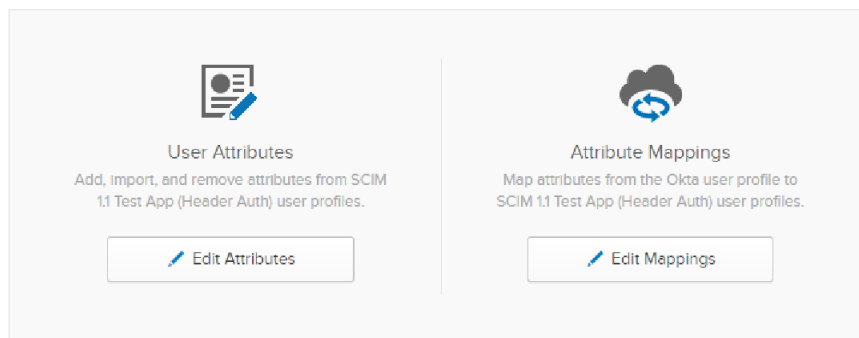 User Attributes
Add, import, and remove attributes from SCIM
1.1 Test App (Header Auth) user profiles.
Edit Attributes
Attribute Mappings
Map attributes from the Okta user profile to
SCIM 1.1 Test App (Header Auth) user profiles.
Edit Mappings